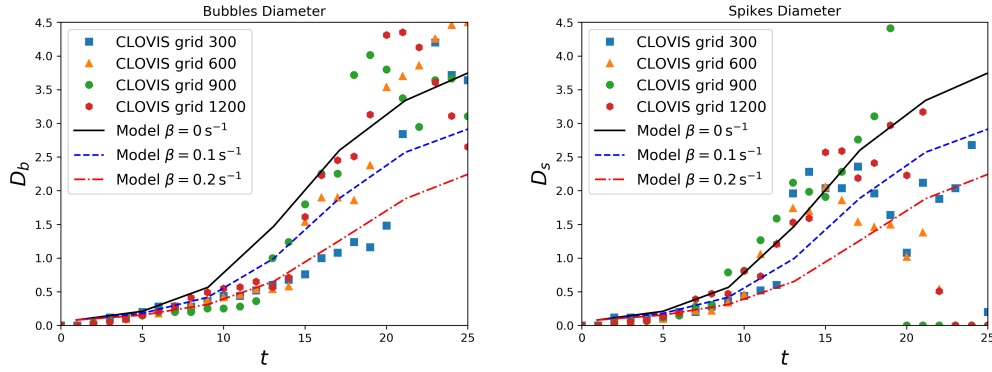 Bubbles Diameter
4.5
4.0
3.5
3.0
2.5
2.0
1.5
1.0
0.5
0.0
D_b
CLOVIS grid 300
CLOVIS grid 600
CLOVIS grid 900
CLOVIS grid 1200
Model β = 0 s⁻¹
Model β = 0.1 s⁻¹
Model β = 0.2 s⁻¹
0 5 10 15 20 25
t
Spikes Diameter
4.5
4.0
3.5
3.0
2.5
2.0
1.5
1.0
0.5
0.0
D_s
CLOVIS grid 300
CLOVIS grid 600
CLOVIS grid 900
CLOVIS grid 1200
Model β = 0 s⁻¹
Model β = 0.1 s⁻¹
Model β = 0.2 s⁻¹
0 5 10 15 20 25
t